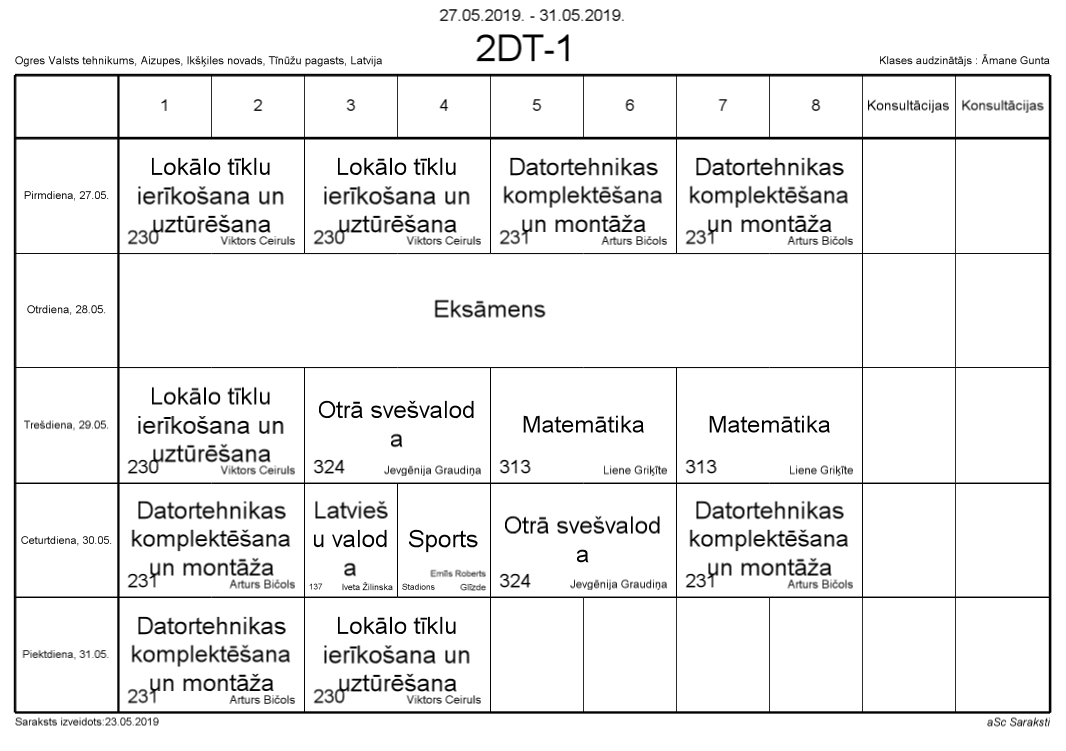 27.05.2019. - 31.05.2019.
2DT-1
Ogres Valsts tehnikums, Aizupes, Ikšķiles novads, Tīnūžu pagasts, Latvija
Klases audzinātājs : Āmane Gunta
1 2 3 4 5 6 7 8 Konsultācijas Konsultācijas
Pirmdiena, 27.05.
Lokālo tīklu
ierīkošana un
uztūrēšana
230 Viktors Ceiruls
Lokālo tīklu
ierīkošana un
uztūrēšana
230 Viktors Ceiruls
Datortehnikas
komplektēšana
un montāža
231 Arturs Bičols
Datortehnikas
komplektēšana
un montāža
231 Arturs Bičols
Otrdiena, 28.05.
Eksāmens
Trešdiena, 29.05.
Lokālo tīklu
ierīkošana un
uztūrēšana
230 Viktors Ceiruls
Otrā svešvalod
a
324 Jevgēnija Graudiņa
Matemātika
313 Liene Griķīte
Matemātika
313 Liene Griķīte
Ceturtdiena, 30.05.
Datortehnikas
komplektēšana
un montāža
231 Arturs Bičols
Latvieš
u valod
a
137 Iveta Žilinska
Sports
Emīls Roberts
Stadions Glīzde
Otrā svešvalod
a
324 Jevgēnija Graudiņa
Datortehnikas
komplektēšana
un montāža
231 Arturs Bičols
Piektdiena, 31.05.
Datortehnikas
komplektēšana
un montāža
231 Arturs Bičols
Lokālo tīklu
ierīkošana un
uztūrēšana
230 Viktors Ceiruls
Saraksts izveidots:23.05.2019
aSc Saraksti